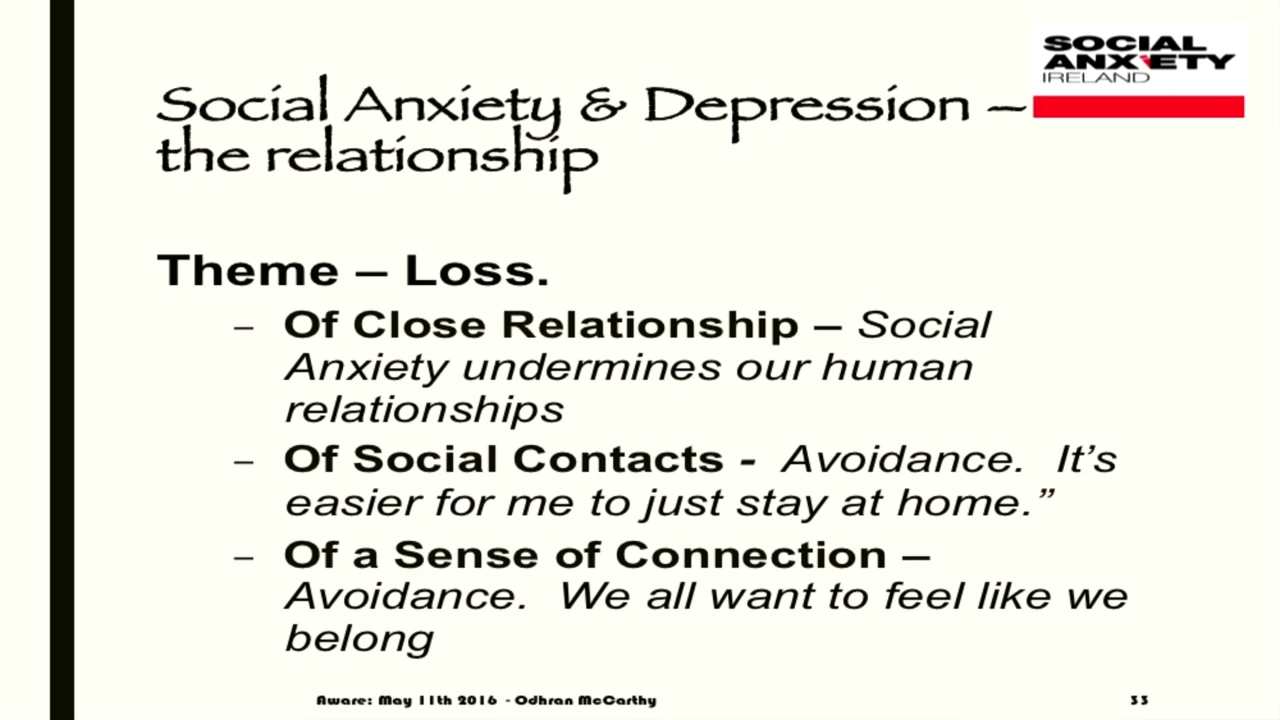 SOCIAL
ANXIETY
IRELAND
Social Anxiety & Depression –
the relationship
Theme – Loss.
– Of Close Relationship – Social
Anxiety undermines our human
relationships
– Of Social Contacts - Avoidance. It’s
easier for me to just stay at home.”
– Of a Sense of Connection –
Avoidance. We all want to feel like we
belong
Aware: May 11th 2016 - Odhran McCarthy
33